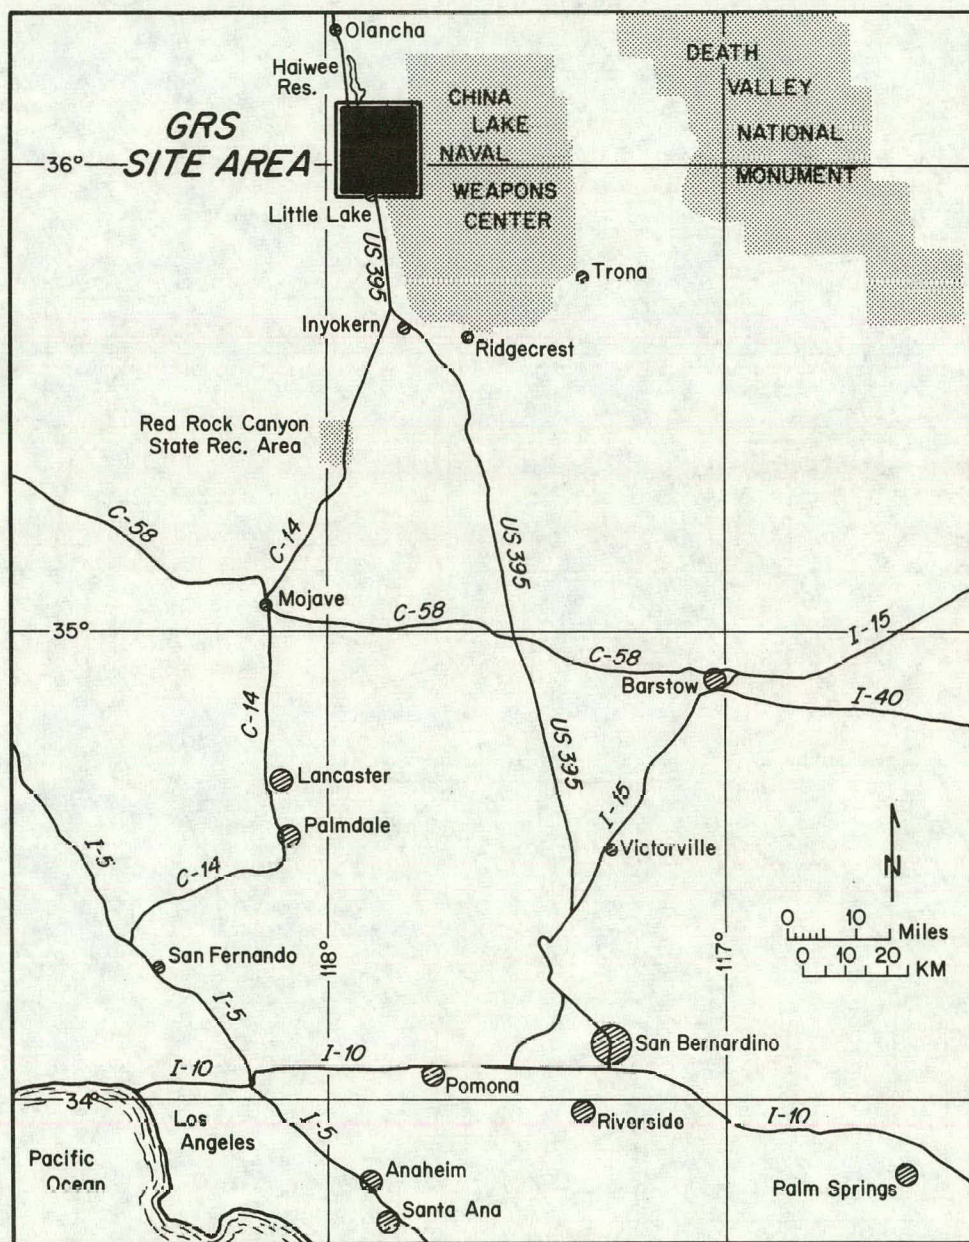 Olancha
Haiwee
Res.
DEATH
VALLEY
NATIONAL
MONUMENT
CHINA
LAKE
NAVAL
WEAPONS
CENTER
GRS
SITE AREA
36°
Little Lake
US 395
Trona
Inyokern
Ridgecrest
Red Rock Canyon
State Rec. Area
C-58
C-14
US 395
Mojave
C-58
35°
I-15
C-58
Barstow
I-40
C-14
US 395
Lancaster
I-15
Palmdale
I-5
C-14
Victorville
N
0 10
Miles
0 10 20
KM
San Fernando
118°
117°
I-5
San Bernardino
I-10
I-10
Pomona
34°
Los
Angeles
I-5
Riverside
I-10
Pacific
Ocean
Anaheim
Palm Springs
Santa Ana